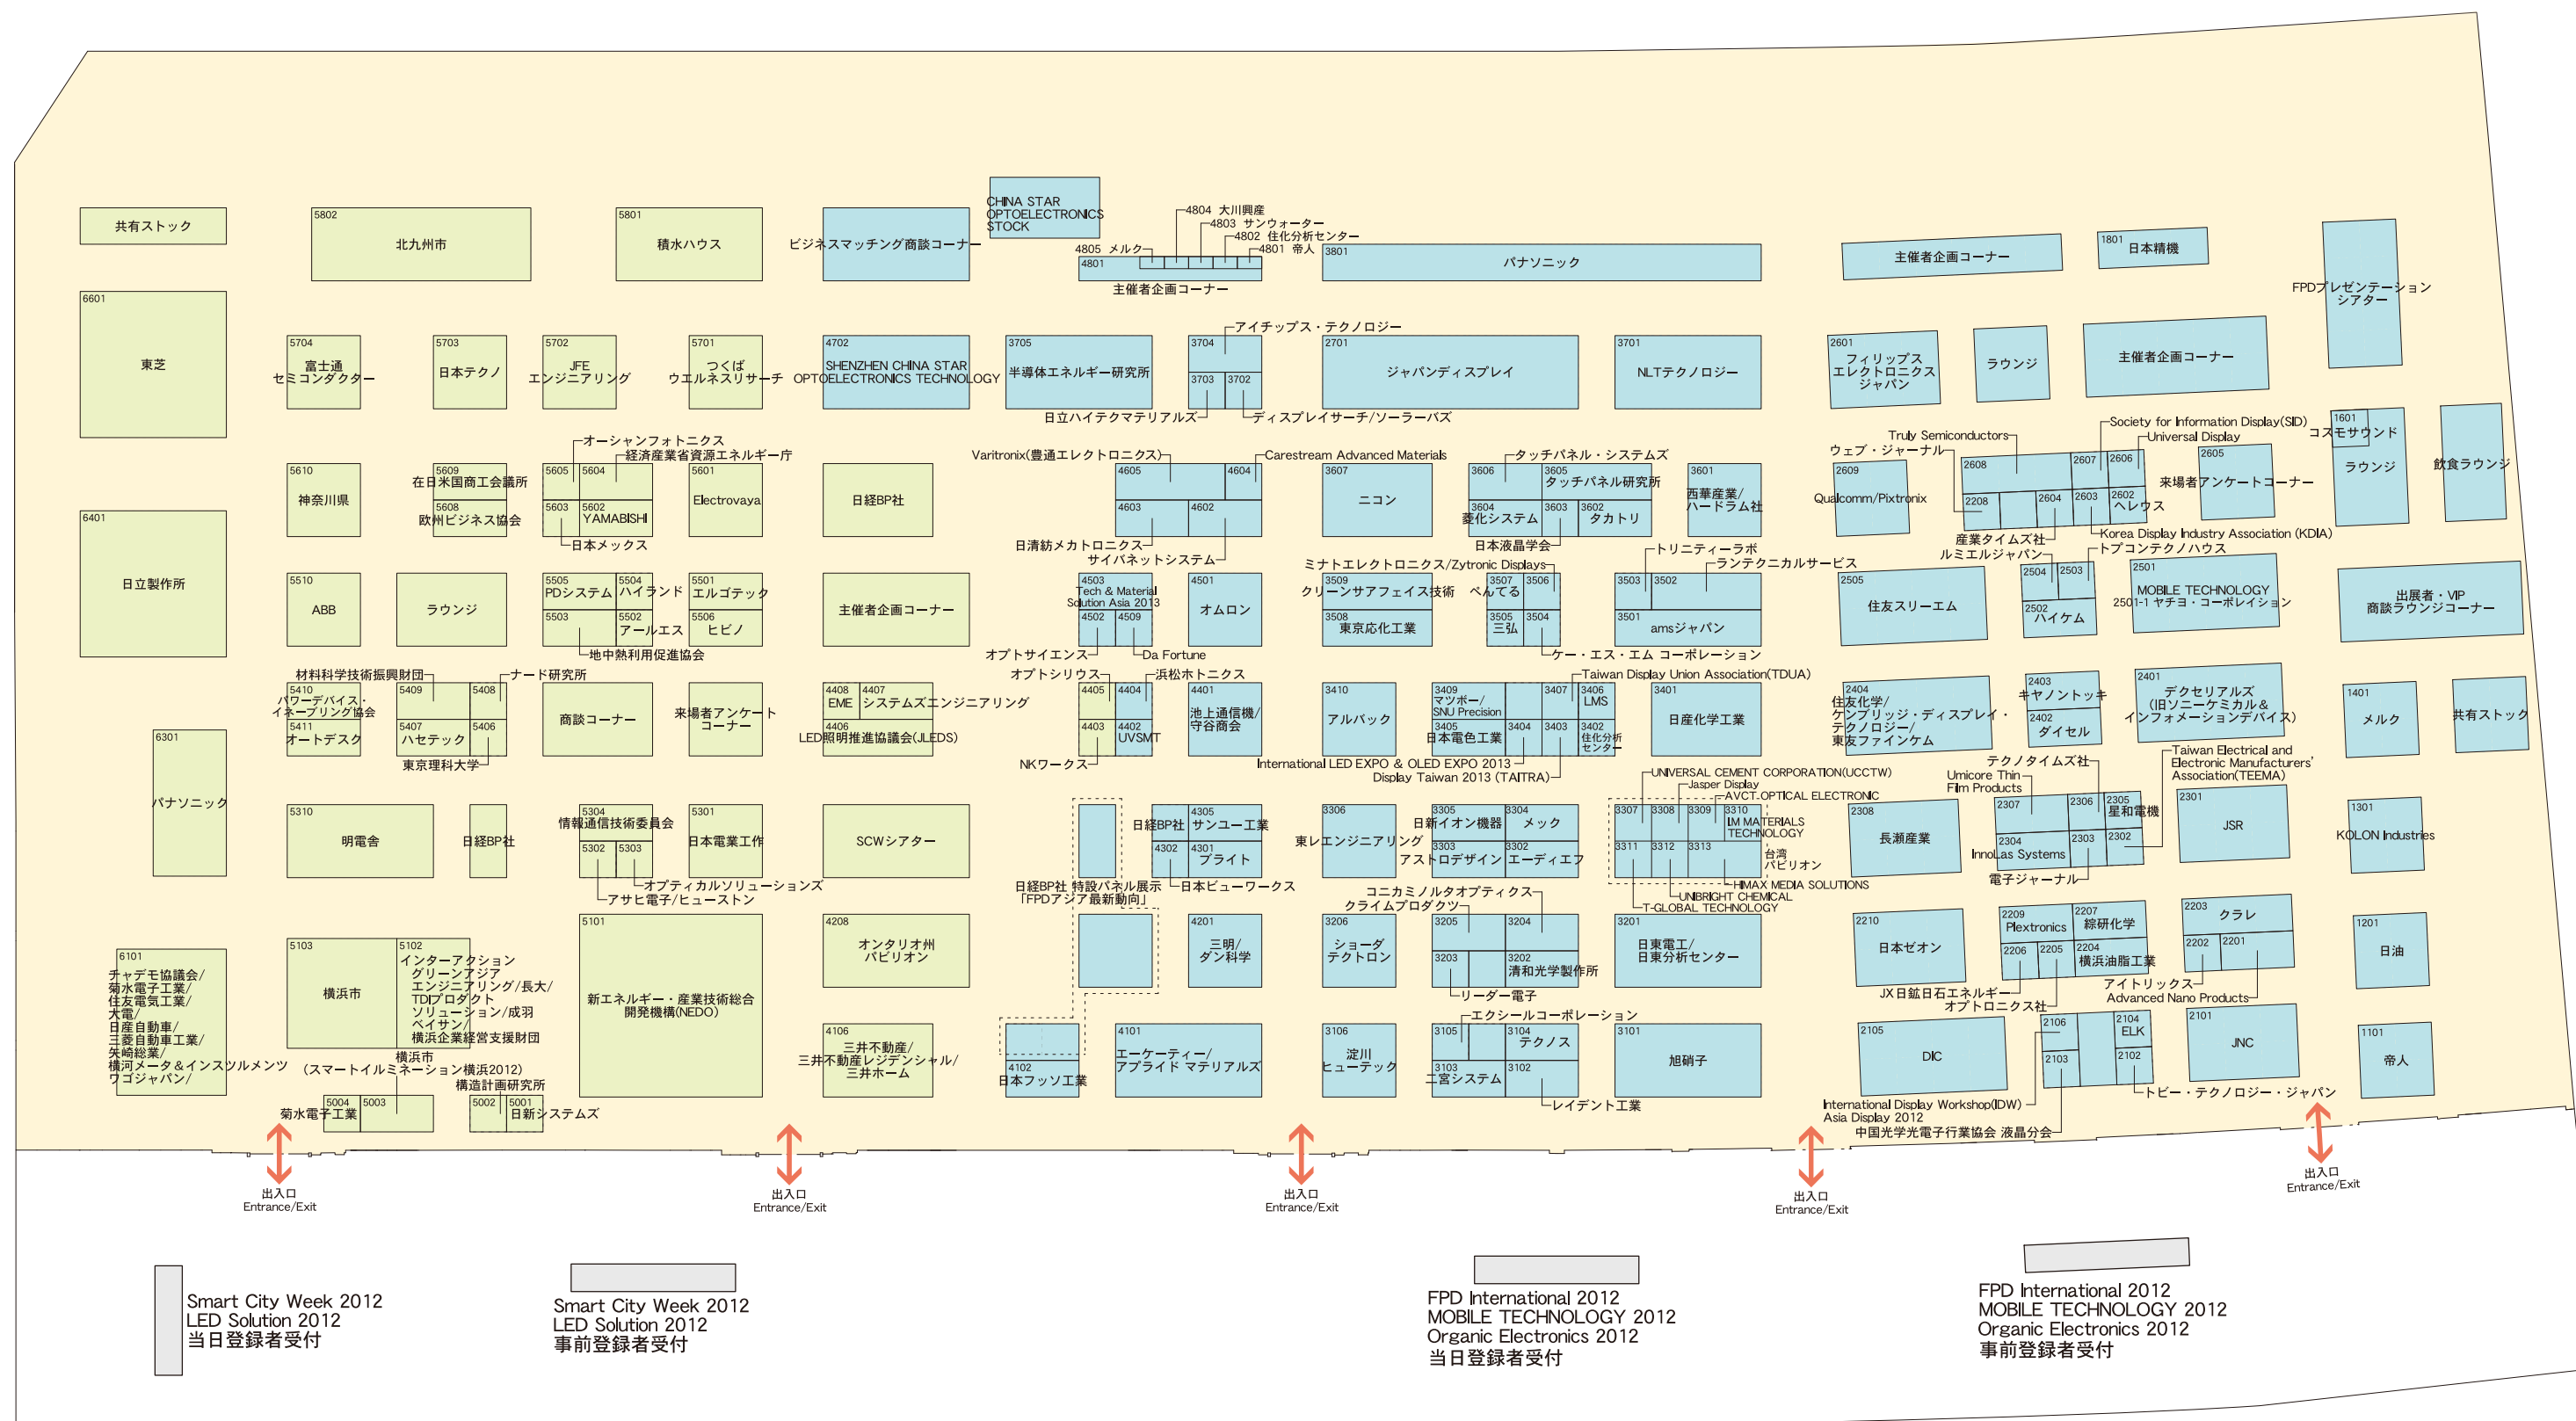 共有ストック
5802
北九州市
5801
積水ハウス
ビジネスマッチング商談コーナー
CHINA STAR
OPTOELECTRONICS
STOCK
4804 大川興産
4803 サンウォーター
4802 住化分析センター
4805 メルク
4801 帝人
4801
主催者企画コーナー
3801
パナソニック
主催者企画コーナー
1801
日本精機
FPDプレゼンテーション
シアター
6601
東芝
5704
富士通
セミコンダクター
5703
日本テクノ
5702
JFE
エンジニアリング
5701
つくば
ウエルネスリサーチ
4702
SHENZHEN CHINA STAR
OPTOELECTRONICS TECHNOLOGY
3705
半導体エネルギー研究所
アイチップス・テクノロジー
3704
3703
3702
日立ハイテクマテリアルズ
ディスプレイサーチ/ソーラーバズ
2701
ジャパンディスプレイ
3701
NLTテクノロジー
2601
フィリップス
エレクトロニクス
ジャパン
ラウンジ
主催者企画コーナー
6401
日立製作所
5610
神奈川県
5609
在日米国商工会議所
5608
欧州ビジネス協会
オーシャンフォトニクス
経済産業省資源エネルギー庁
5605
5604
5603
5602
YAMABISHI
日本メックス
5601
Electrovaya
日経BP社
Varitronix(豊通エレクトロニクス)
Carestream Advanced Materials
4605
4604
4603
4602
日清紡メカトロニクス
サイバネットシステム
3607
ニコン
タッチパネル・システムズ
3606
3605
タッチパネル研究所
3604
菱化システム
3603
3602
タカトリ
日本液晶学会
3601
西華産業/
ハードラム社
2609
Qualcomm/Pixtronix
Society for Information Display(SID)
Truly Semiconductors
Universal Display
ウェブ・ジャーナル
2608
2607
2606
2208
2604
2603
2602
ヘレウス
産業タイムズ社
Korea Display Industry Association (KDIA)
2605
来場者アンケートコーナー
1601
コスモサウンド
ラウンジ
飲食ラウンジ
5510
ABB
ラウンジ
5505
PDシステム
5504
ハイランド
5503
5502
アールエス
地中熱利用促進協会
5501
エルゴテック
5506
ヒビノ
主催者企画コーナー
4503
Tech & Material
Solution Asia 2013
4502
4509
オプトサイエンス
Da Fortune
4501
オムロン
3509
クリーンサアフェイス技術
3508
東京応化工業
ミナトエレクトロニクス/Zytronic Displays
3507
ぺんてる
3506
3505
三弘
3504
ケー・エス・エム コーポレーション
トリニティーラボ
ランテクニカルサービス
3503
3502
3501
amsジャパン
2505
住友スリーエム
ルミエルジャパン
トプコンテクノハウス
2504
2503
2502
ハイケム
2501
MOBILE TECHNOLOGY
2501-1 ヤチヨ・コーポレイション
出展者・VIP
商談ラウンジコーナー
6301
パナソニック
材料科学技術振興財団
ナード研究所
5410
パワーデバイス・
イネーブリング協会
5411
オートデスク
5409
5408
5407
ハセテック
5406
東京理科大学
商談コーナー
来場者アンケート
コーナー
4408
EME
4407
システムズエンジニアリング
4406
LED照明推進協議会(JLEDS)
オプトシリウス
浜松ホトニクス
4405
4404
4403
4402
UVSMT
NKワークス
4401
池上通信機/
守谷商会
3410
アルバック
Taiwan Display Union Association(TDUA)
3409
マツボー/
SNU Precision
3407
3406
LMS
3405
日本電色工業
3404
3403
3402
住化分析
センター
International LED EXPO & OLED EXPO 2013
Display Taiwan 2013 (TAITRA)
3401
日産化学工業
2404
住友化学/
ケンブリッジ・ディスプレイ・
テクノロジー/
東友ファインケム
2403
キヤノントッキ
2402
ダイセル
2401
デクセリアルズ
(旧ソニーケミカル&
インフォメーションデバイス)
1401
メルク
共有ストック
5310
明電舎
日経BP社
5304
情報通信技術委員会
5302
5303
オプティカルソリューションズ
アサヒ電子/ヒューストン
5301
日本電業工作
SCWシアター
日経BP社 特設パネル展示
「FPDアジア最新動向」
日経BP社
4305
サンユー工業
4302
4301
ブライト
日本ビューワークス
3306
東レエンジニアリング
3305
日新イオン機器
3304
メック
3303
アストロデザイン
3302
エーディエフ
UNIVERSAL CEMENT CORPORATION(UCCTW)
Jasper Display
AVCT OPTICAL ELECTRONIC
3307
3308
3309
3310
IM MATERIALS
TECHNOLOGY
3311
3312
3313
台湾
パビリオン
HIMAX MEDIA SOLUTIONS
UNIBRIGHT CHEMICAL
T-GLOBAL TECHNOLOGY
2308
長瀬産業
テクノタイムズ社
Umicore Thin
Film Products
Taiwan Electrical and
Electronic Manufacturers'
Association(TEEMA)
2307
2306
2305
星和電機
2304
InnoLas Systems
2303
2302
電子ジャーナル
2301
JSR
1301
KOLON Industries
6101
チャデモ協議会/
菊水電子工業/
住友電気工業/
大電/
日産自動車/
三菱自動車工業/
矢崎総業/
横河メータ&インスツルメンツ
ワゴジャパン/
5103
横浜市
5102
インターアクション
グリーンアジア
エンジニアリング/長大/
TDIプロダクト
ソリューション/成羽
ベイサン/
横浜企業経営支援財団
5101
新エネルギー・産業技術総合
開発機構(NEDO)
4208
オンタリオ州
パビリオン
4201
三明/
ダン科学
3206
ショーダ
テクトロン
コニカミノルタオプティクス
クライムプロダクツ
3205
3204
3203
3202
清和光学製作所
リーダー電子
3201
日東電工/
日東分析センター
2210
日本ゼオン
2209
Plextronics
2207
綜研化学
2206
2205
2204
横浜油脂工業
JX日鉱日石エネルギー
オプトロニクス社
2203
クラレ
2202
2201
アイトリックス
Advanced Nano Products
1201
日油
横浜市
(スマートイルミネーション横浜2012)
構造計画研究所
5004
菊水電子工業
5003
5002
5001
日新システムズ
4106
三井不動産/
三井不動産レジデンシャル/
三井ホーム
4102
日本フッソ工業
4101
エーケーティー/
アプライド マテリアルズ
3106
淀川
ヒューテック
エクシールコーポレーション
3105
3104
テクノス
3103
二宮システム
3102
レイデント工業
3101
旭硝子
2105
DIC
2106
2104
ELK
2103
2102
トビー・テクノロジー・ジャパン
International Display Workshop(IDW)
Asia Display 2012
中国光学光電子行業協会 液晶分会
2101
JNC
1101
帝人
出入口
Entrance/Exit
出入口
Entrance/Exit
出入口
Entrance/Exit
出入口
Entrance/Exit
出入口
Entrance/Exit
Smart City Week 2012
LED Solution 2012
当日登録者受付
Smart City Week 2012
LED Solution 2012
事前登録者受付
FPD International 2012
MOBILE TECHNOLOGY 2012
Organic Electronics 2012
当日登録者受付
FPD International 2012
MOBILE TECHNOLOGY 2012
Organic Electronics 2012
事前登録者受付